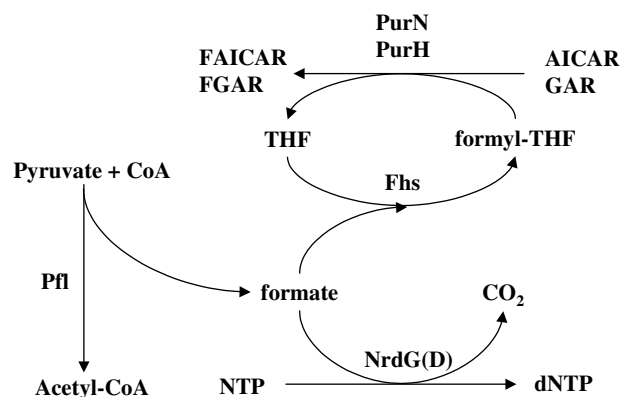 PurN
PurH
FAICAR
FGAR
AICAR
GAR
THF
formyl-THF
Pyruvate + CoA
Fhs
Pfl
formate
CO2
NrdG(D)
Acetyl-CoA
NTP
dNTP